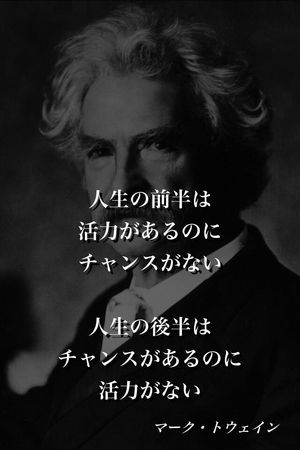 人生の前半は
活力があるのに
チャンスがない
人生の後半は
チャンスがあるのに
活力がない
マーク・トウェイン